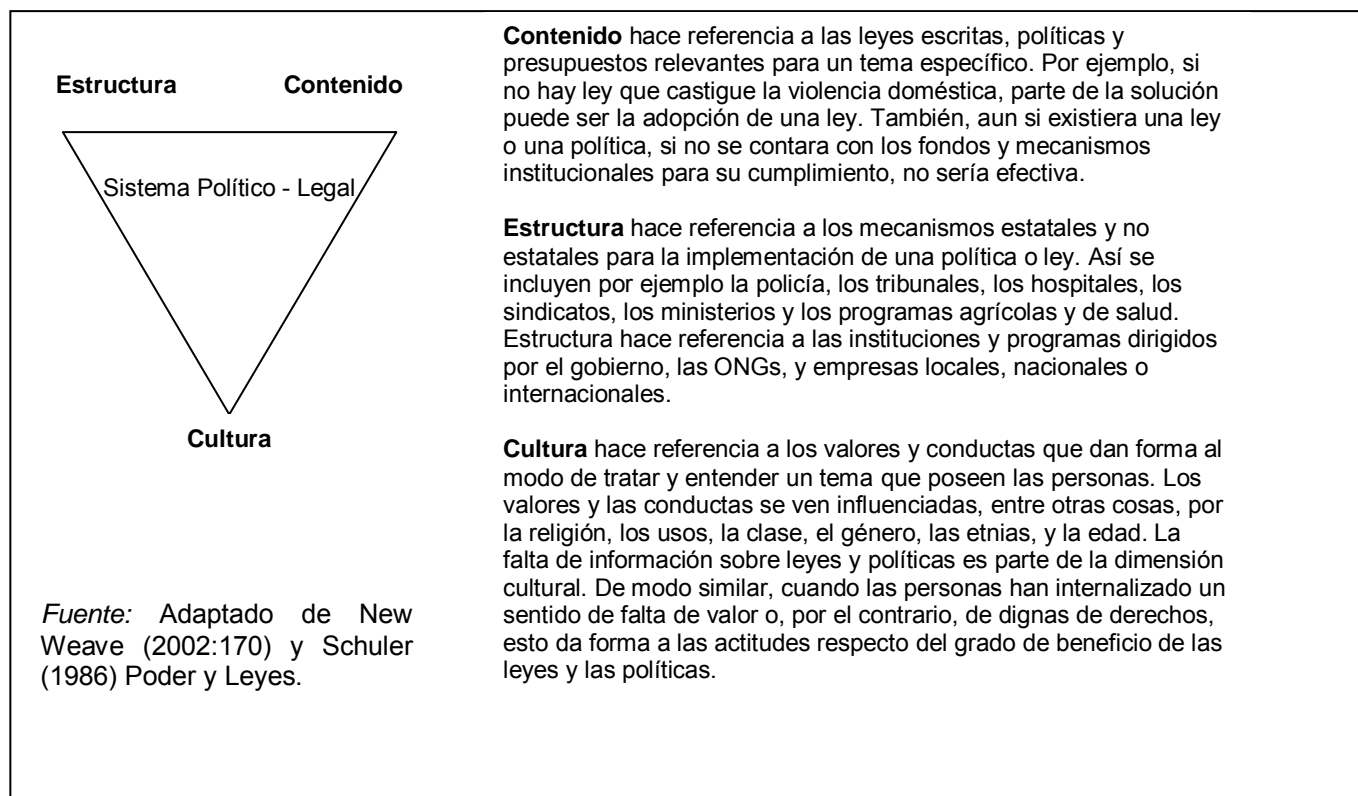 Estructura Contenido
Sistema Político - Legal
Cultura
Fuente: Adaptado de New
Weave (2002:170) y Schuler
(1986) Poder y Leyes.
Contenido hace referencia a las leyes escritas, políticas y
presupuestos relevantes para un tema específico. Por ejemplo, si
no hay ley que castigue la violencia doméstica, parte de la solución
puede ser la adopción de una ley. También, aun si existiera una ley
o una política, si no se contara con los fondos y mecanismos
institucionales para su cumplimiento, no sería efectiva.
Estructura hace referencia a los mecanismos estatales y no
estatales para la implementación de una política o ley. Así se
incluyen por ejemplo la policía, los tribunales, los hospitales, los
sindicatos, los ministerios y los programas agrícolas y de salud.
Estructura hace referencia a las instituciones y programas dirigidos
por el gobierno, las ONGs, y empresas locales, nacionales o
internacionales.
Cultura hace referencia a los valores y conductas que dan forma al
modo de tratar y entender un tema que poseen las personas. Los
valores y las conductas se ven influenciadas, entre otras cosas, por
la religión, los usos, la clase, el género, las etnias, y la edad. La
falta de información sobre leyes y políticas es parte de la dimensión
cultural. De modo similar, cuando las personas han internalizado un
sentido de falta de valor o, por el contrario, de dignas de derechos,
esto da forma a las actitudes respecto del grado de beneficio de las
leyes y las políticas.